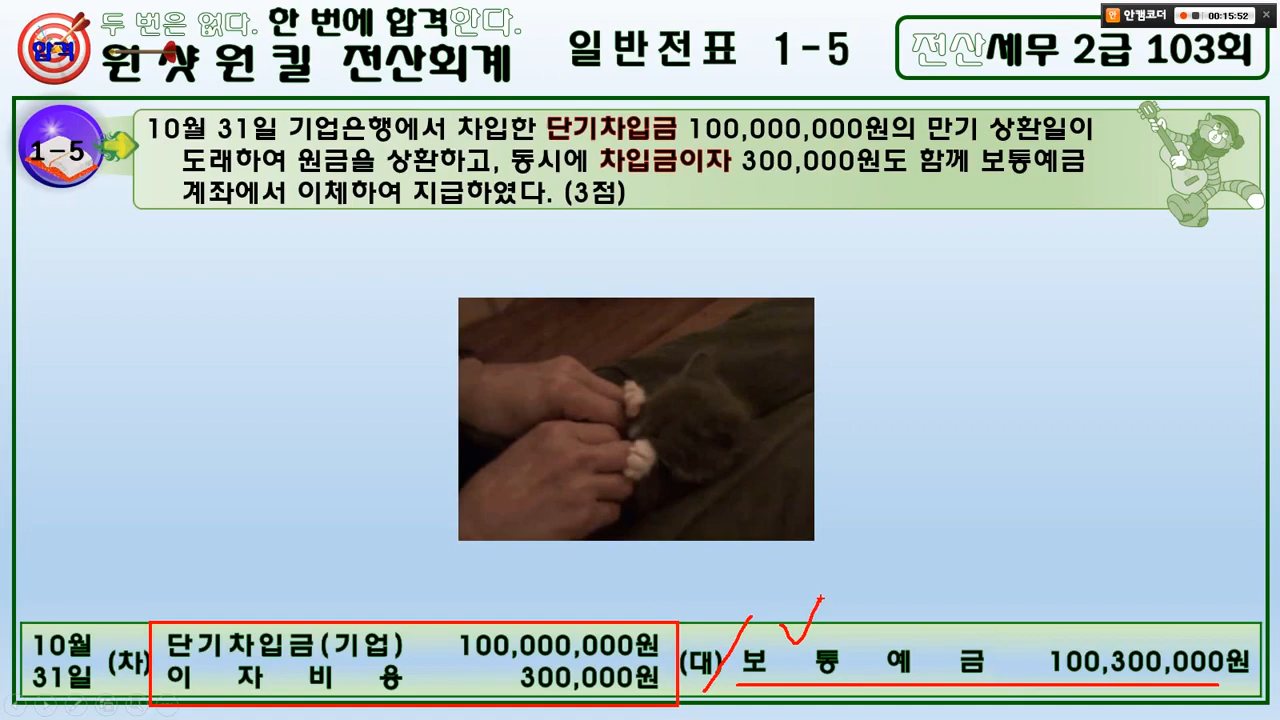 두 번은 없다. 한 번에 합격한다.
합격
원 샷 원 킬 전산회계
일반전표 1-5
전산세무 2급 103회
안캠코더
00:15:52
1-5
10월 31일 기업은행에서 차입한 단기차입금 100,000,000원의 만기 상환일이
도래하여 원금을 상환하고, 동시에 차입금이자 300,000원도 함께 보통예금
계좌에서 이체하여 지급하였다. (3점)
10월 31일 (차) 단기차입금(기업) 100,000,000원
이자비용 300,000원
(대) 보통예금 100,300,000원